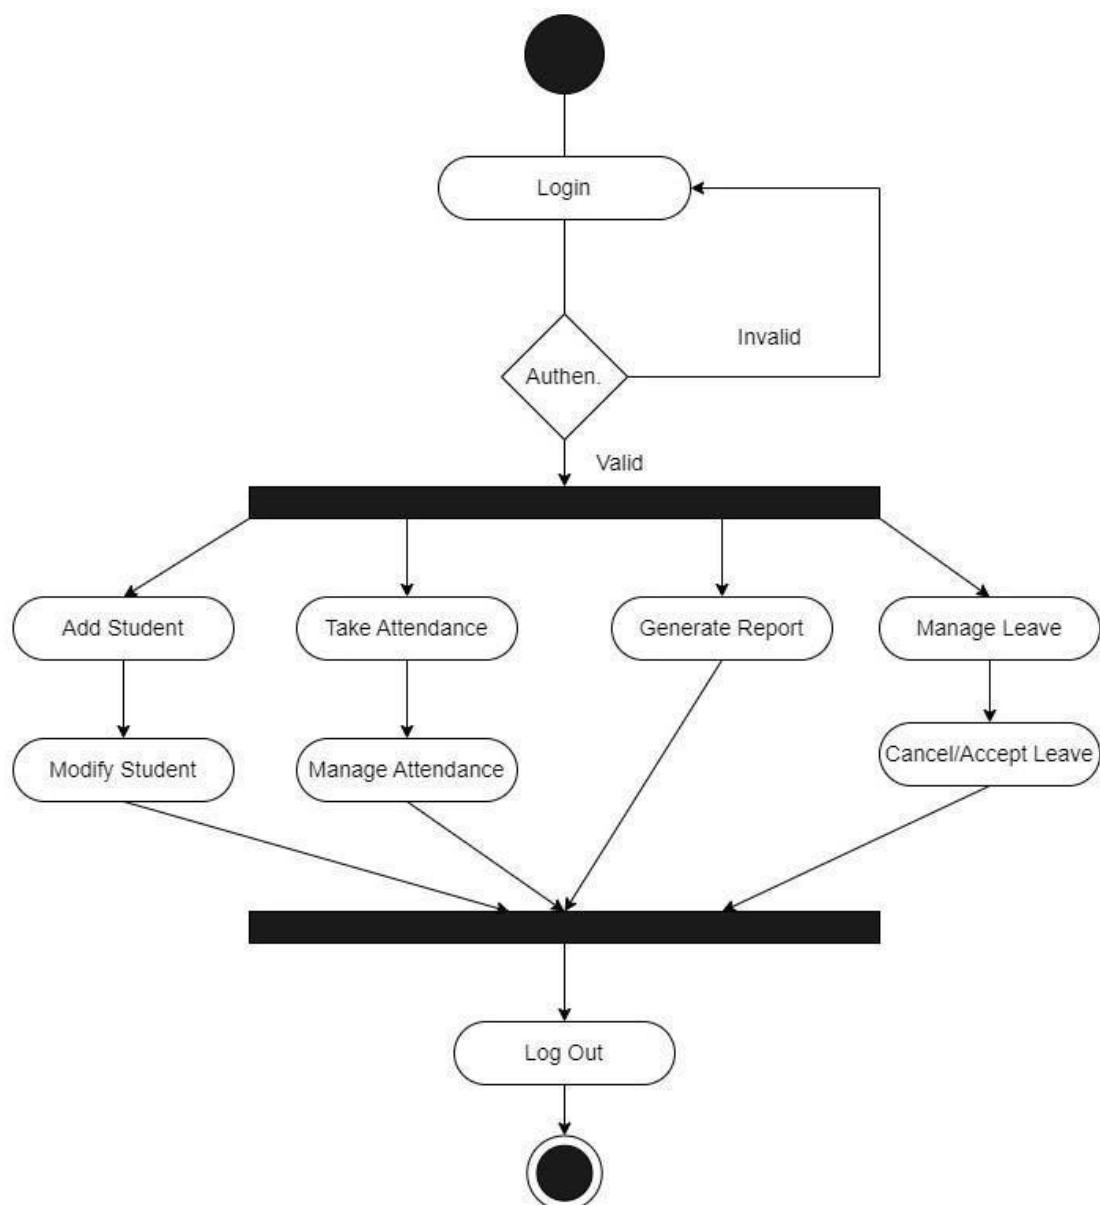 Login
Invalid
Authen.
Valid
Add Student
Take Attendance
Generate Report
Manage Leave
Modify Student
Manage Attendance
Cancel/Accept Leave
Log Out